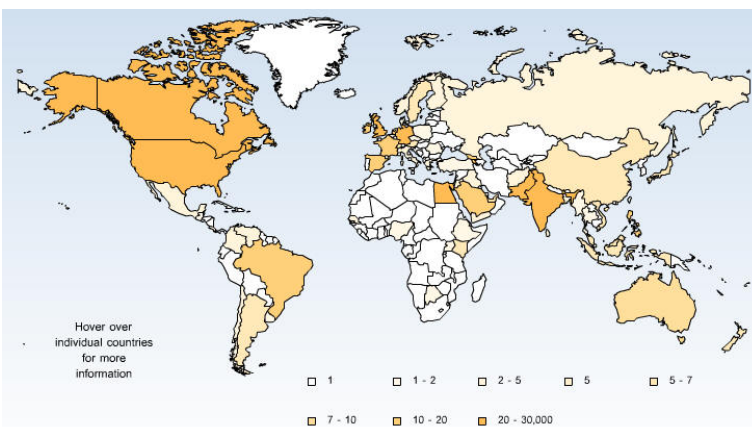 Hover over
individual countries
for more
information
1 1 - 2 2 - 5 5 5 - 7
7 - 10 10 - 20 20 - 30,000